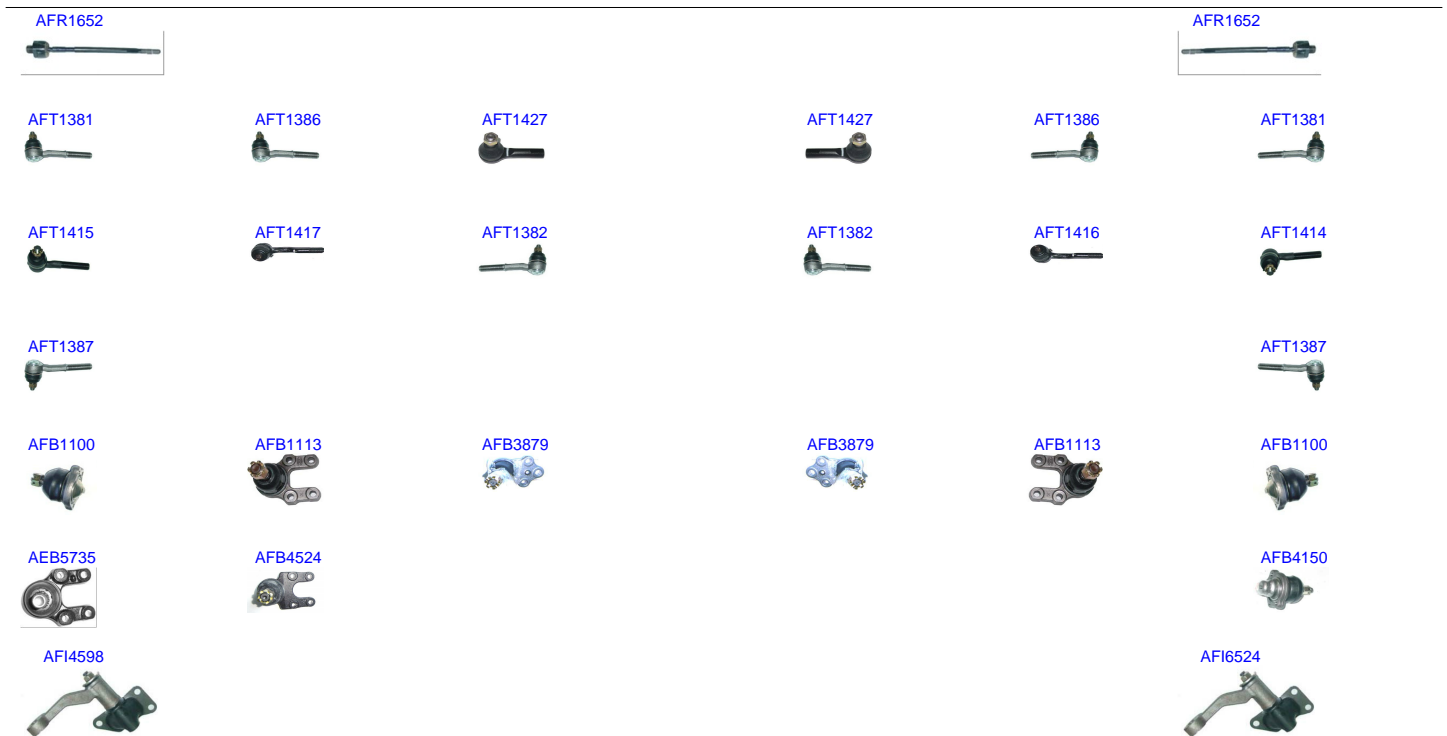 AFR1652 AFR1652
AFT1381 AFT1386 AFT1427 AFT1427 AFT1386 AFT1381
AFT1415 AFT1417 AFT1382 AFT1382 AFT1416 AFT1414
AFT1387 AFT1387
AFB1100 AFB1113 AFB3879 AFB3879 AFB1113 AFB1100
AEB5735 AFB4524 AFB4150
AFI4598 AFI6524